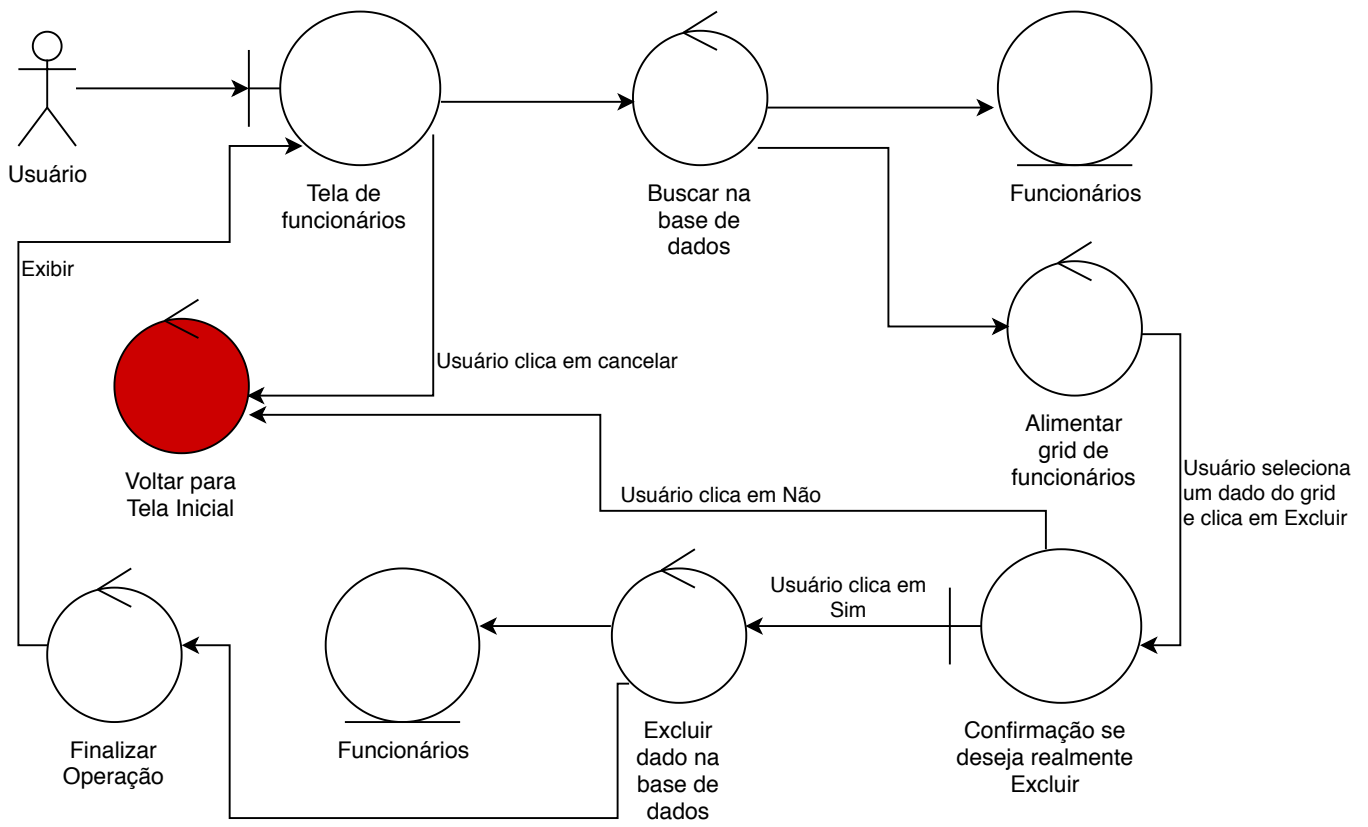 Usuário
Tela de
funcionários
Buscar na
base de
dados
Funcionários
Exibir
Usuário clica em cancelar
Voltar para
Tela Inicial
Alimentar
grid de
funcionários
Usuário seleciona
um dado do grid
e clica em Excluir
Usuário clica em Não
Usuário clica em
Sim
Finalizar
Operação
Funcionários
Excluir
dado na
base de
dados
Confirmação se
deseja realmente
Excluir